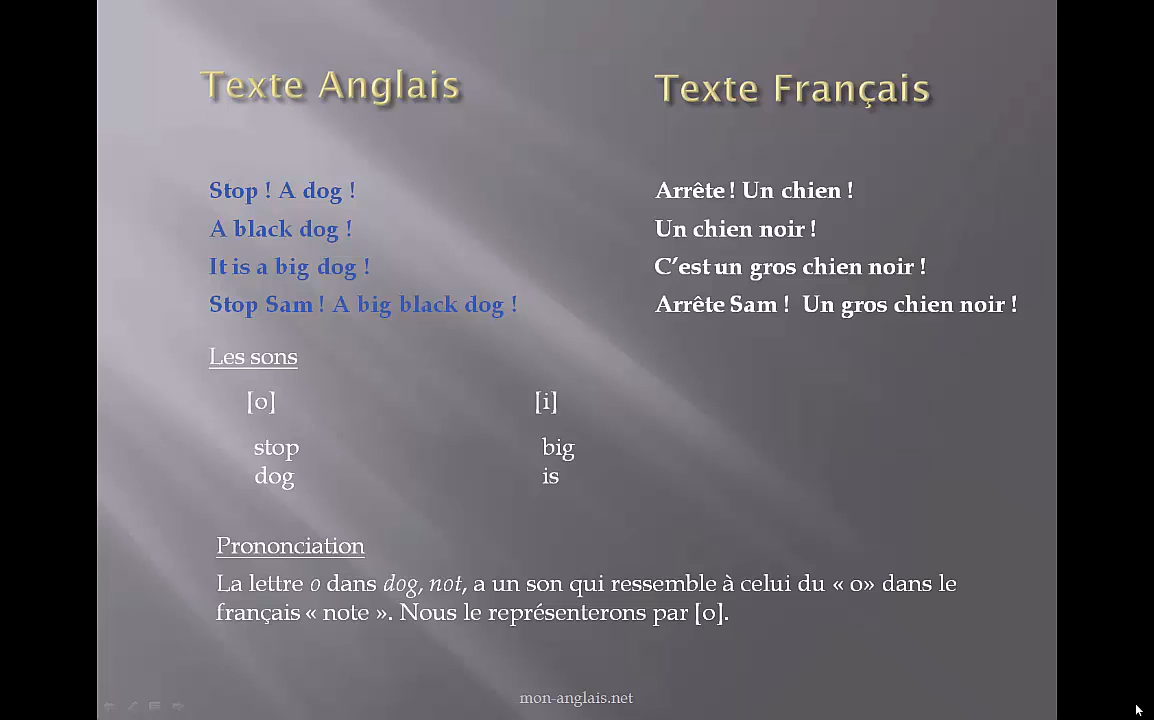 Texte Anglais
Texte Français
Stop ! A dog !
Arrête ! Un chien !
A black dog !
Un chien noir !
It is a big dog !
C’est un gros chien noir !
Stop Sam ! A big black dog !
Arrête Sam ! Un gros chien noir !
Les sons
[o]
[i]
stop
big
dog
is
Prononciation
La lettre o dans dog, not, a un son qui ressemble à celui du « o» dans le
français « note ». Nous le représenterons par [o].
mon-anglais.net